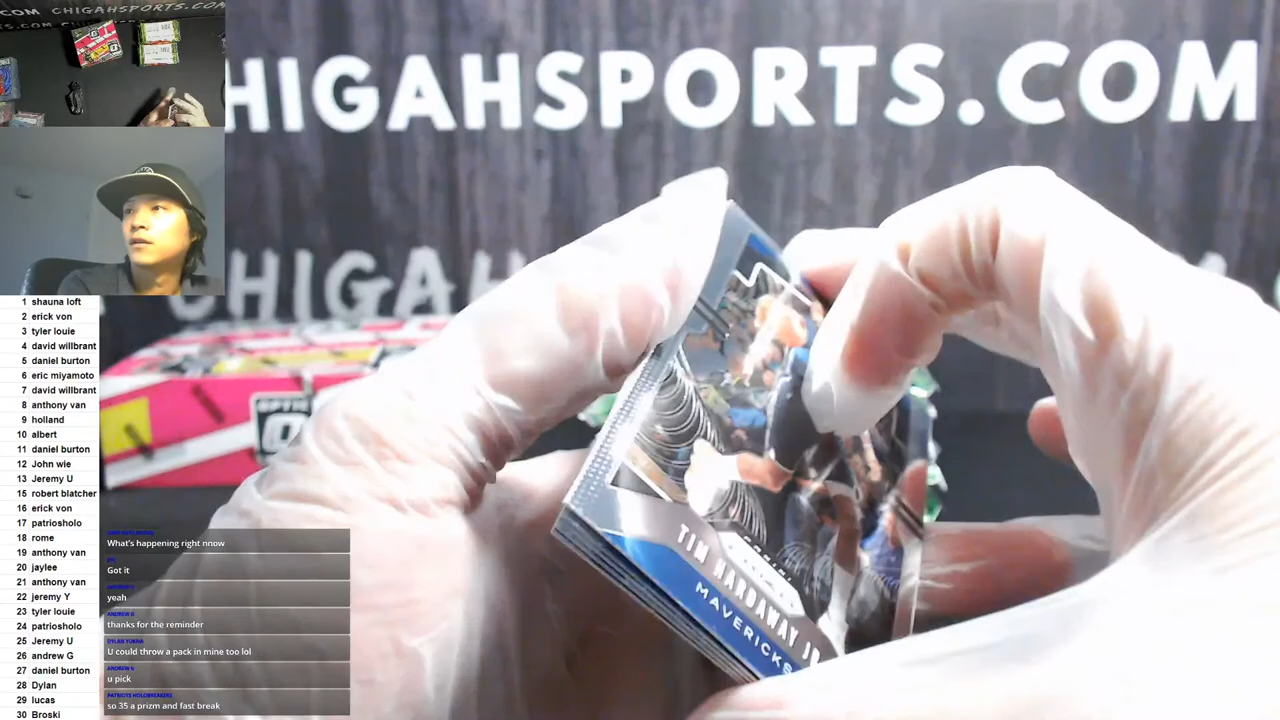 COM CHIGAHSPORTS.COM
HIGAHSPORTS.COM
CHIGAH
OPTIC
TIM HARDAWAY JR
PANINI
PRIZM
MAVERICKS
1 shauna loft
2 erick von
3 tyler louie
4 david willbrant
5 daniel burton
6 eric miyamoto
7 david willbrant
8 anthony van
9 holland
10 albert
11 daniel burton
12 John wie
13 Jeremy U
15 robert blatcher
16 erick von
17 patriosholo
18 rome
19 anthony van
20 jaylee
21 anthony van
22 jeremy Y
23 tyler louie
24 patriosholo
25 Jeremy U
26 andrew G
27 daniel burton
28 Dylan
29 lucas
30 Broski
What's happening right nnow
Got it
yeah
ANDREW G
thanks for the reminder
DYLAN YUKNA
U could throw a pack in mine too lol
ANDREW G
u pick
PATRIOTS HOLOBREAKERS
so 35 a prizm and fast break